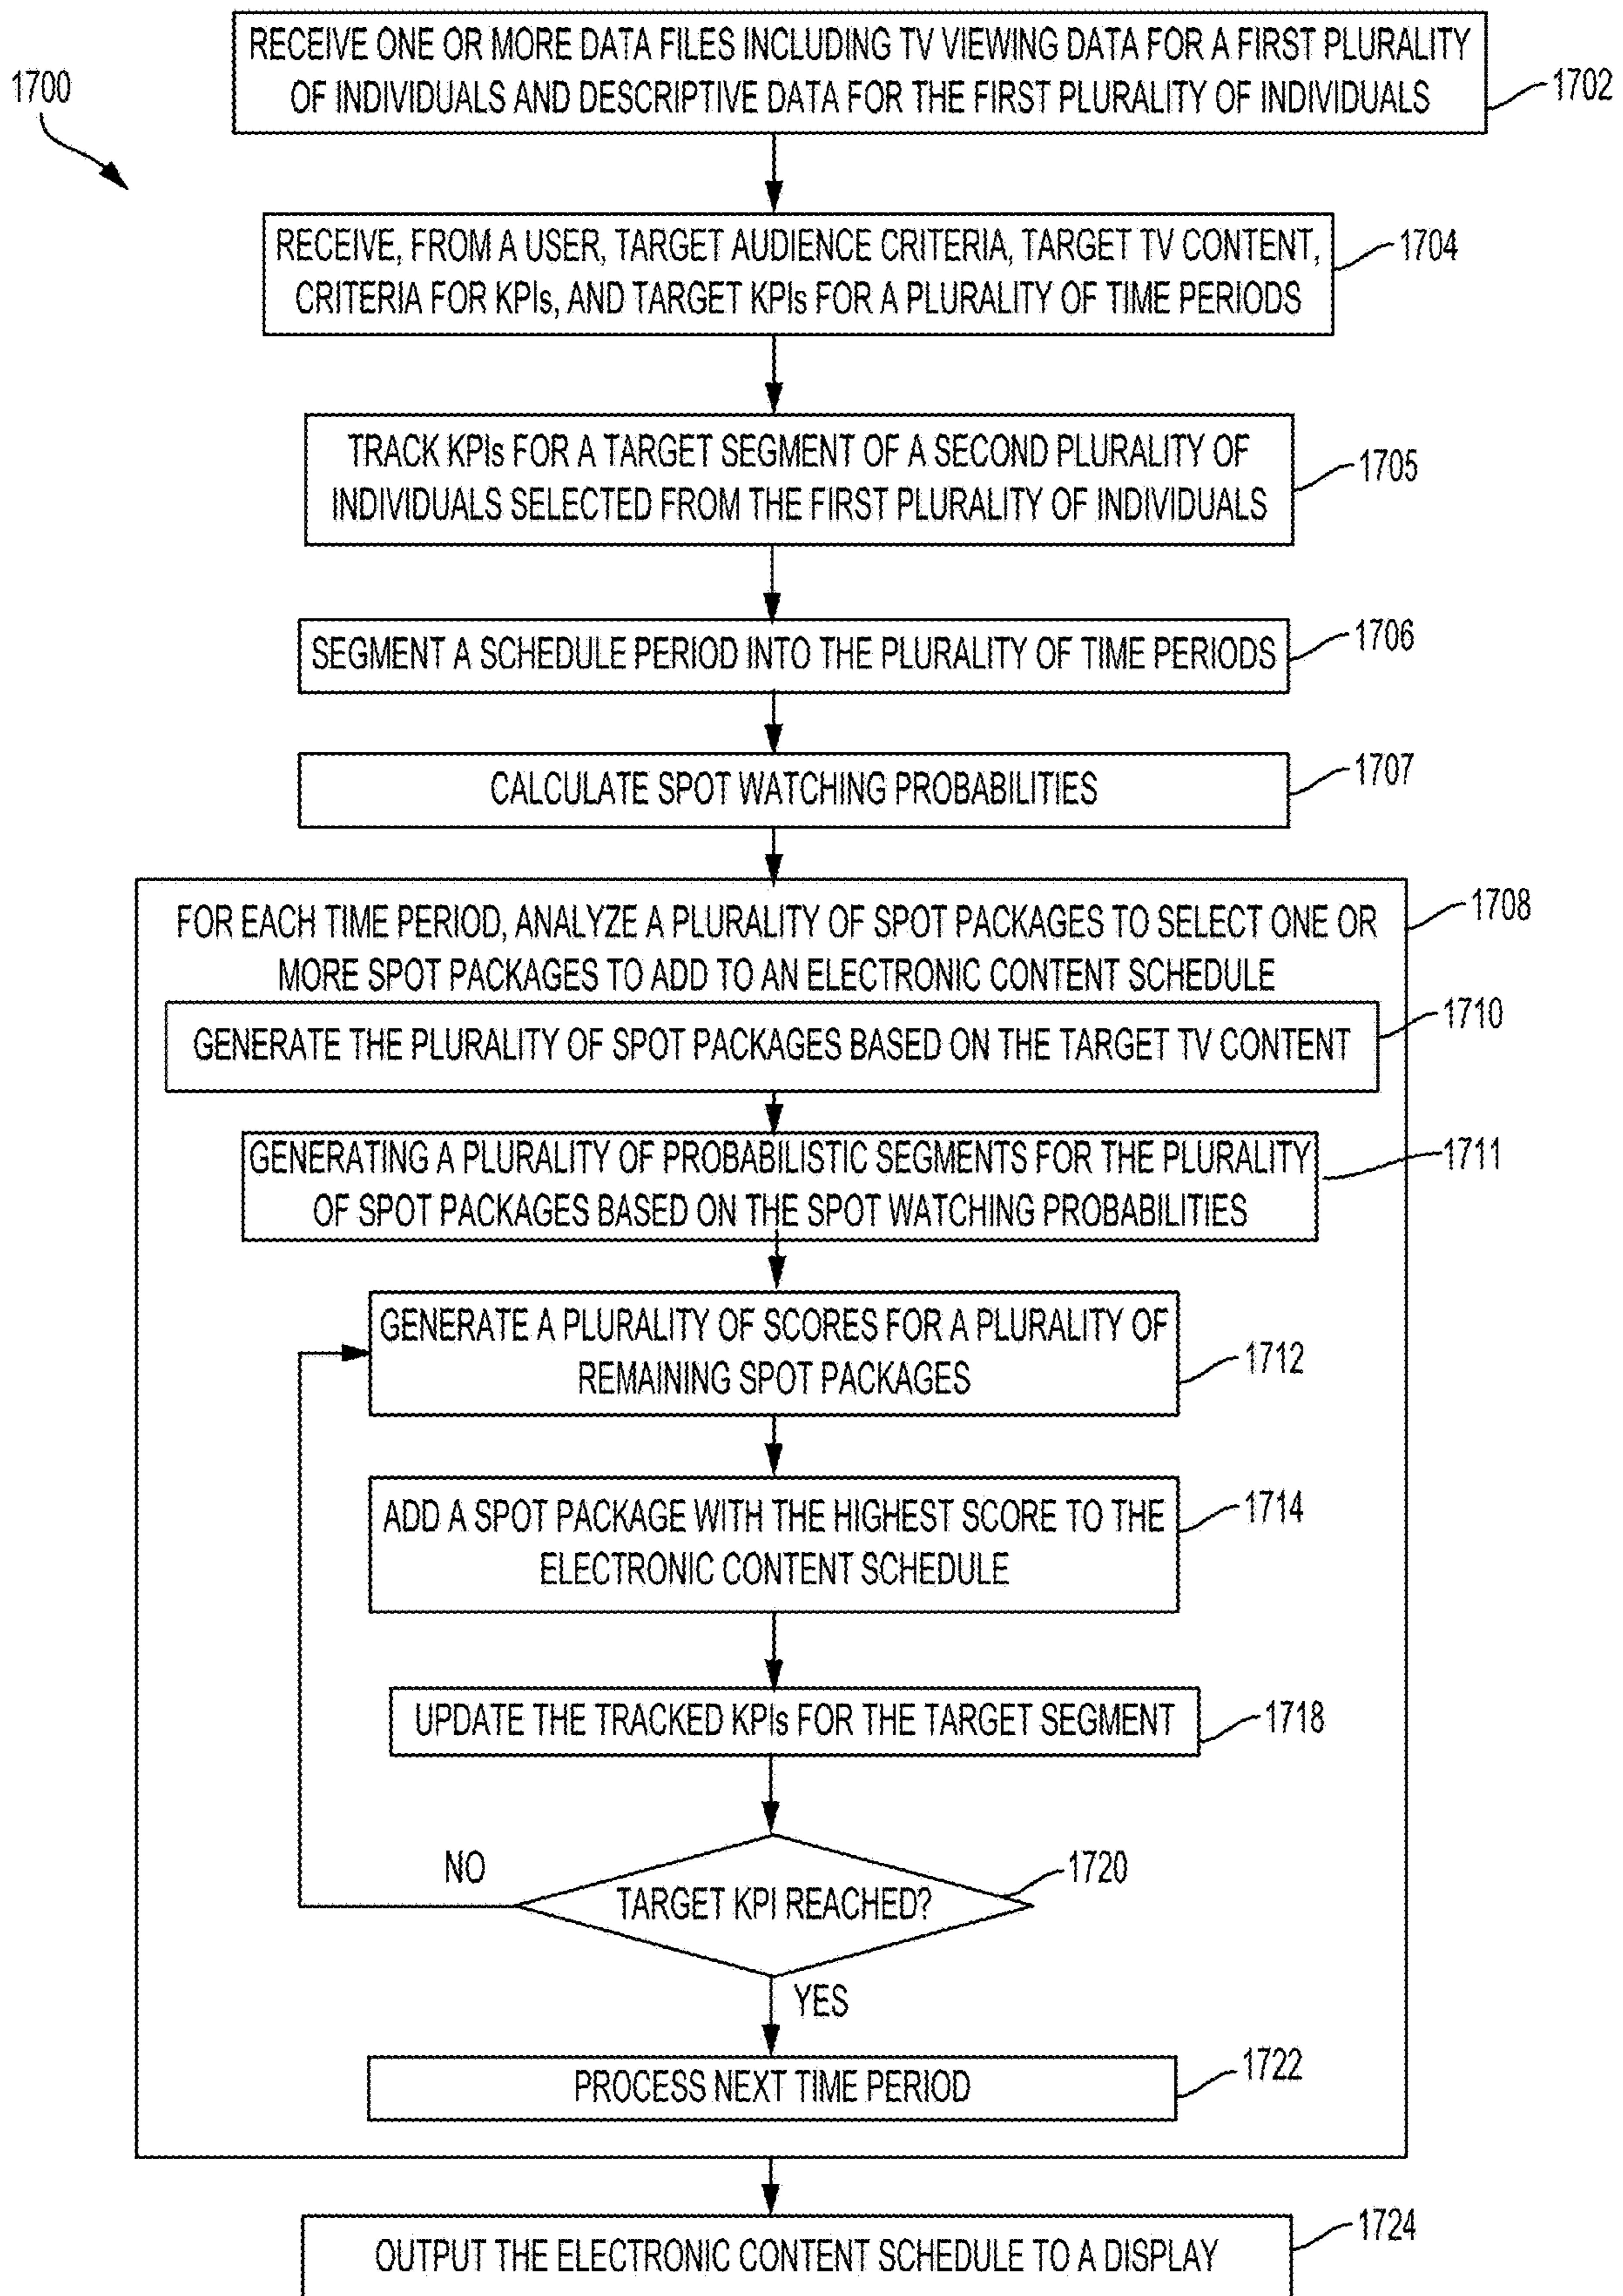 RECEIVE ONE OR MORE DATA FILES INCLUDING TV VIEWING DATA FOR A FIRST PLURALITY
OF INDIVIDUALS AND DESCRIPTIVE DATA FOR THE FIRST PLURALITY OF INDIVIDUALS
1700
1702
RECEIVE, FROM A USER, TARGET AUDIENCE CRITERIA, TARGET TV CONTENT,
CRITERIA FOR KPIs, AND TARGET KPIs FOR A PLURALITY OF TIME PERIODS
1704
TRACK KPIs FOR A TARGET SEGMENT OF A SECOND PLURALITY OF
INDIVIDUALS SELECTED FROM THE FIRST PLURALITY OF INDIVIDUALS
1705
SEGMENT A SCHEDULE PERIOD INTO THE PLURALITY OF TIME PERIODS
1706
CALCULATE SPOT WATCHING PROBABILITIES
1707
FOR EACH TIME PERIOD, ANALYZE A PLURALITY OF SPOT PACKAGES TO SELECT ONE OR
MORE SPOT PACKAGES TO ADD TO AN ELECTRONIC CONTENT SCHEDULE
1708
GENERATE THE PLURALITY OF SPOT PACKAGES BASED ON THE TARGET TV CONTENT
1710
GENERATING A PLURALITY OF PROBABILISTIC SEGMENTS FOR THE PLURALITY
OF SPOT PACKAGES BASED ON THE SPOT WATCHING PROBABILITIES
1711
GENERATE A PLURALITY OF SCORES FOR A PLURALITY OF
REMAINING SPOT PACKAGES
1712
ADD A SPOT PACKAGE WITH THE HIGHEST SCORE TO THE
ELECTRONIC CONTENT SCHEDULE
1714
UPDATE THE TRACKED KPIs FOR THE TARGET SEGMENT
1718
NO
TARGET KPI REACHED?
1720
YES
PROCESS NEXT TIME PERIOD
1722
OUTPUT THE ELECTRONIC CONTENT SCHEDULE TO A DISPLAY
1724